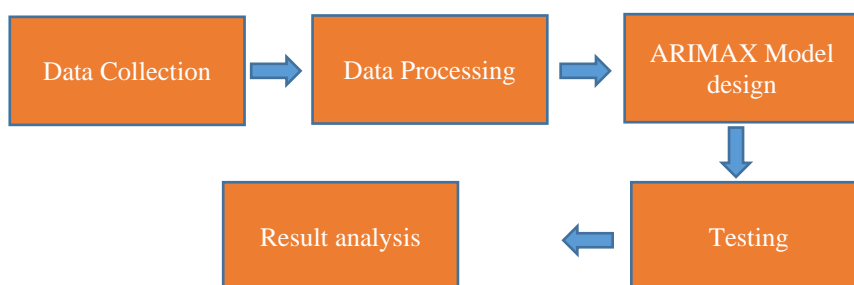 Data Collection
Data Processing
ARIMAX Model
design
Testing
Result analysis